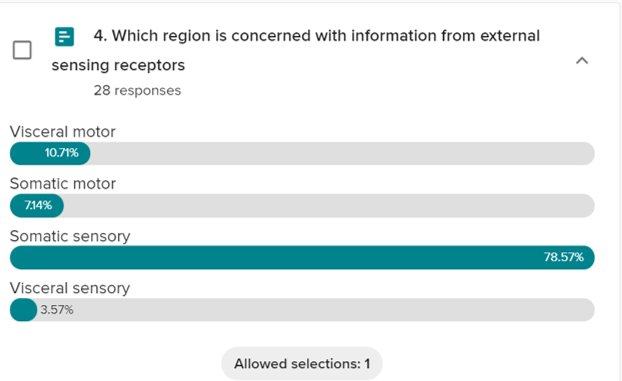 4. Which region is concerned with information from external
sensing receptors
28 responses
Visceral motor
10.71%
Somatic motor
7.14%
Somatic sensory
78.57%
Visceral sensory
3.57%
Allowed selections: 1